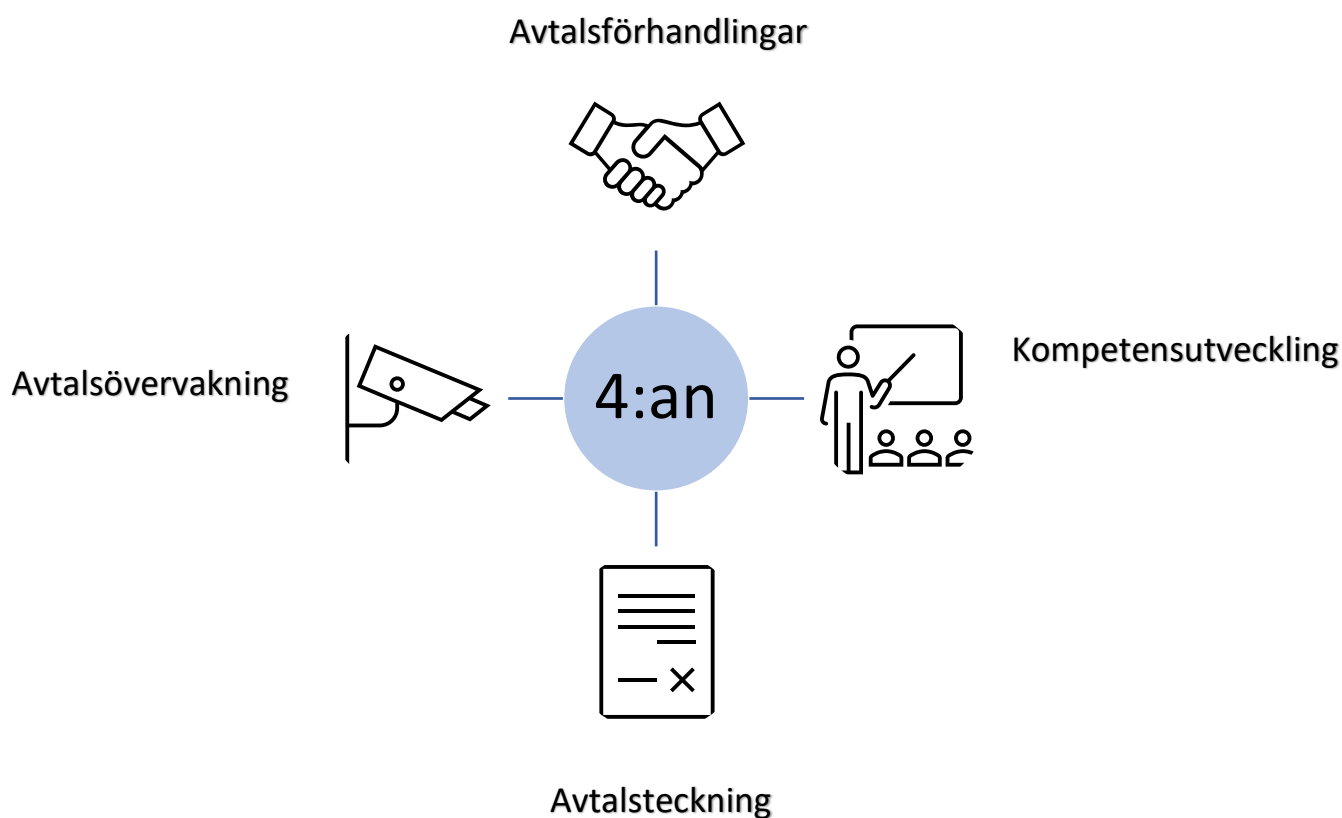 Avtalsförhandlingar
Kompetensutveckling
Avtalsövervakning
4:an
Avtalsteckning